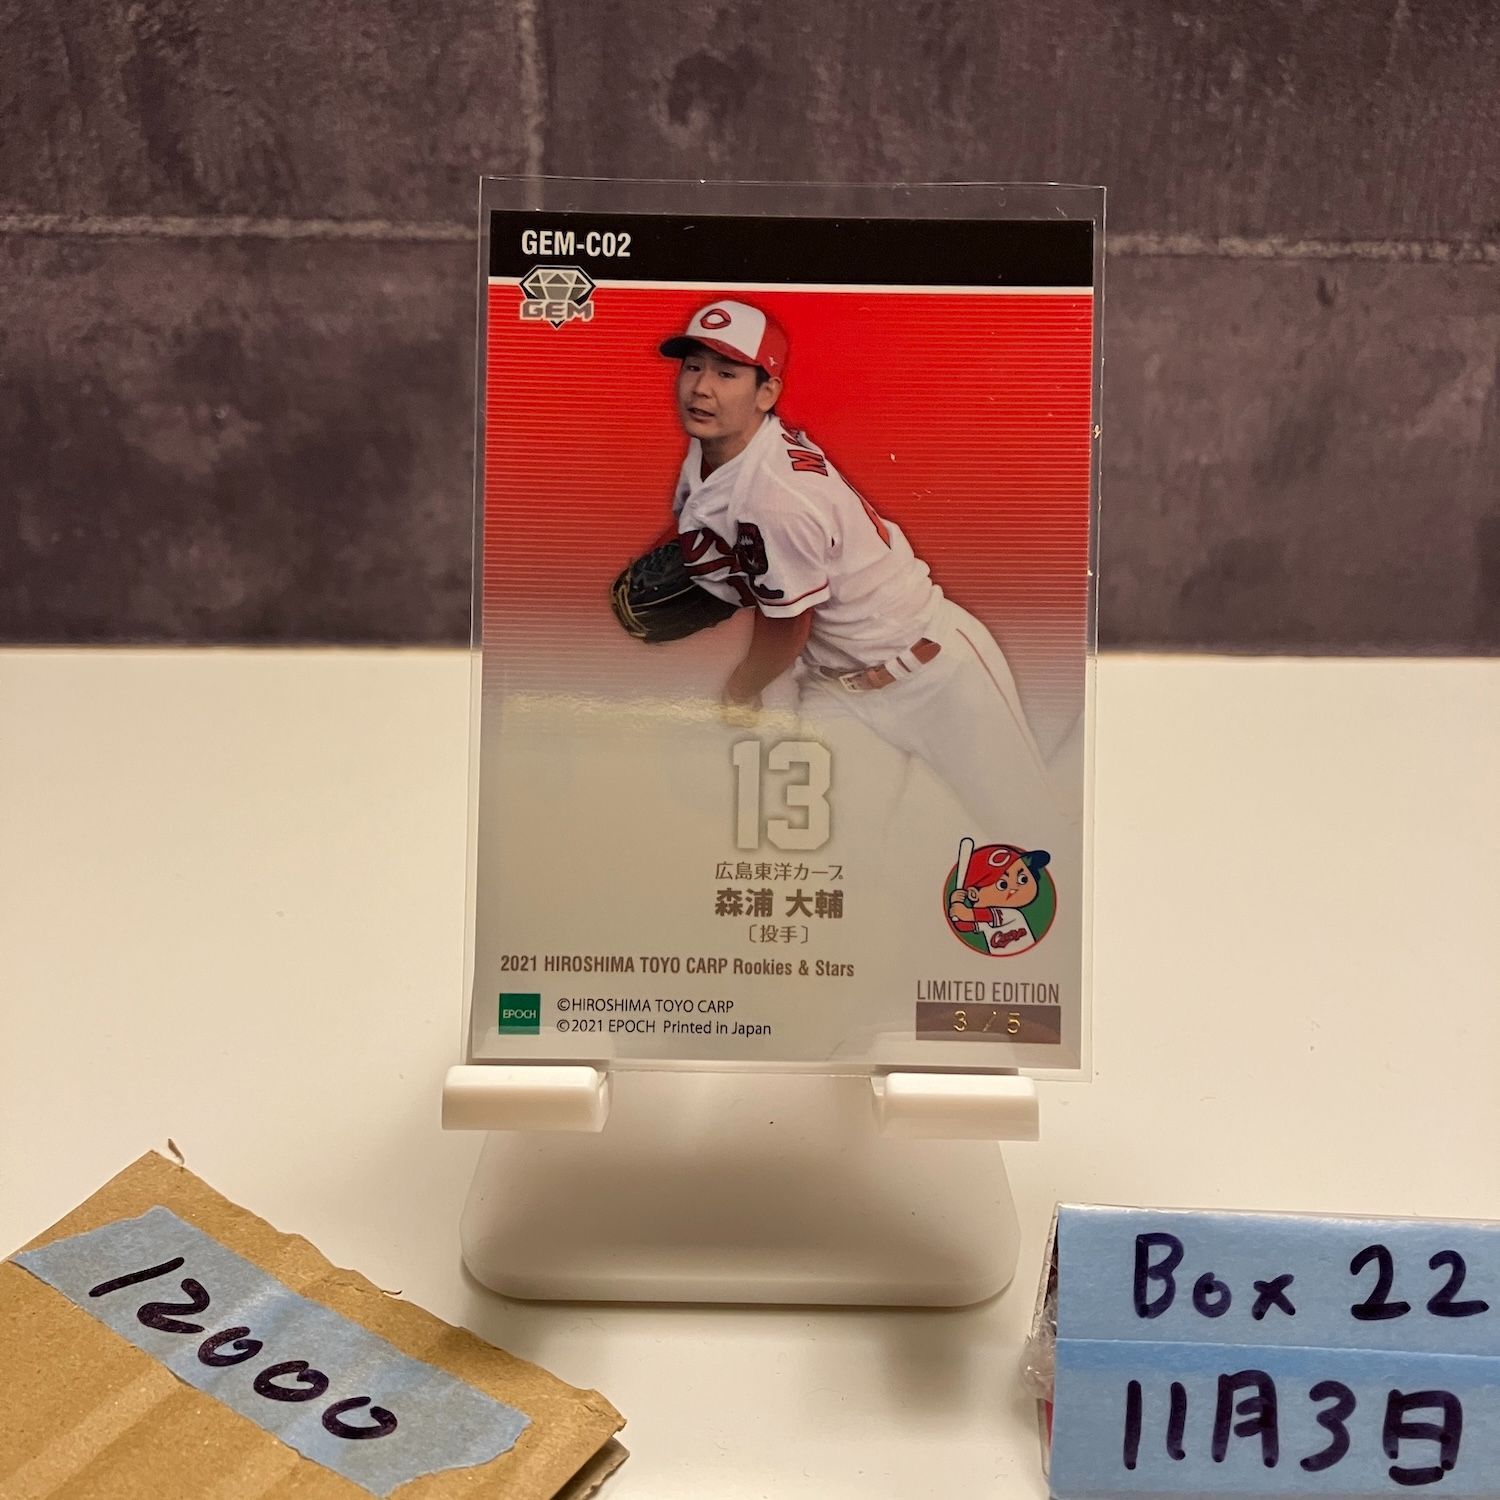 GEM-C02
GEM
C
M
13
広島東洋カープ
森浦 大輔
〔投手〕
C
Carp
2021 HIROSHIMA TOYO CARP Rookies & Stars
LIMITED EDITION
3 / 5
EPOCH
©HIROSHIMA TOYO CARP
©2021 EPOCH Printed in Japan
12000
Box 22
11月3日